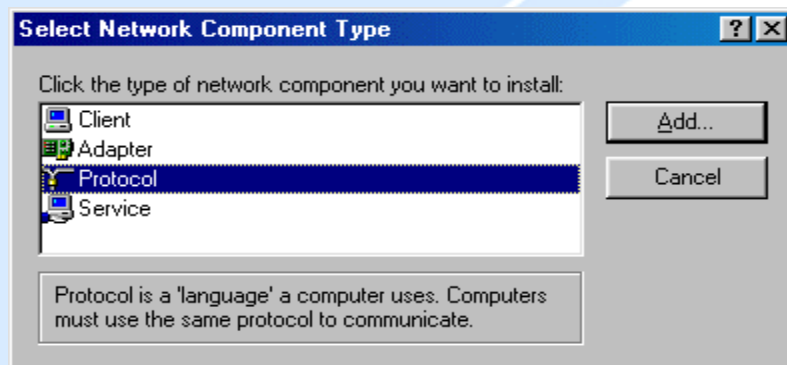 Select Network Component Type
Click the type of network component you want to install:
Client
Adapter
Protocol
Service
Add...
Cancel
Protocol is a 'language' a computer uses. Computers
must use the same protocol to communicate.